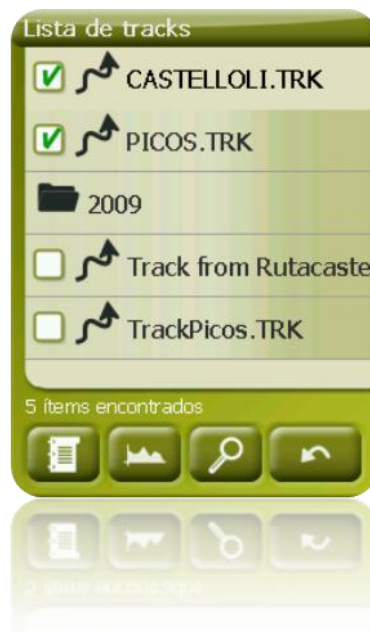 Lista de tracks
CASTELLOLI.TRK
PICOS.TRK
2009
Track from Rutacaste
TrackPicos.TRK
5 ítems encontrados